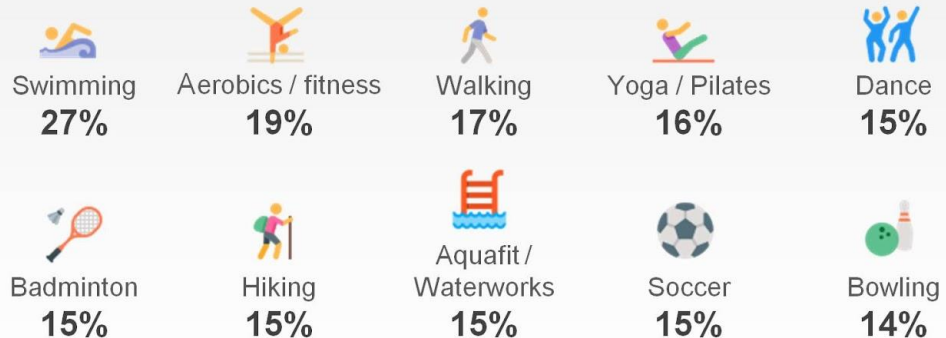 Swimming
27%
Aerobics / fitness
19%
Walking
17%
Yoga / Pilates
16%
Dance
15%
Badminton
15%
Hiking
15%
Aquafit /
Waterworks
15%
Soccer
15%
Bowling
14%